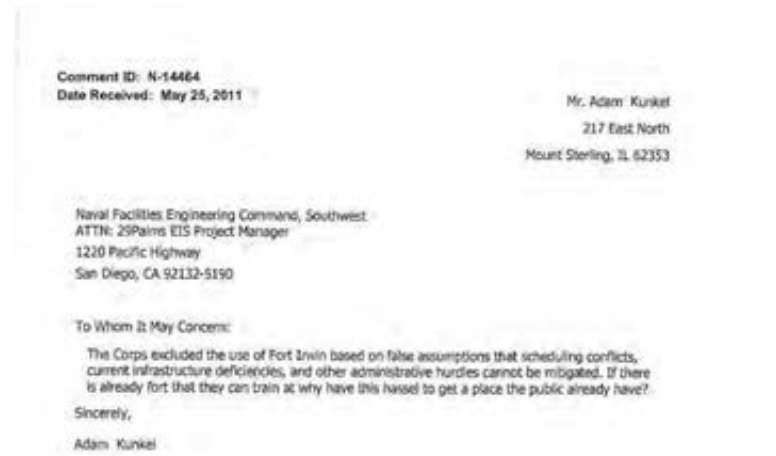 Comment ID: N-14464
Date Received: May 25, 2011
Mr. Adam Kunkel
217 East North
Mount Sterling, IL 62353
Naval Facilities Engineering Command, Southwest
ATTN: 29Palms EIS Project Manager
1220 Pacific Highway
San Diego, CA 92132-5190
To Whom It May Concern:
The Corps excluded the use of Fort Irwin based on false assumptions that scheduling conflicts,
current infrastructure deficiencies, and other administrative hurdles cannot be mitigated. If there
is already fort that they can train at why have this hassel to get a place the public already have?
Sincerely,
Adam Kunkel